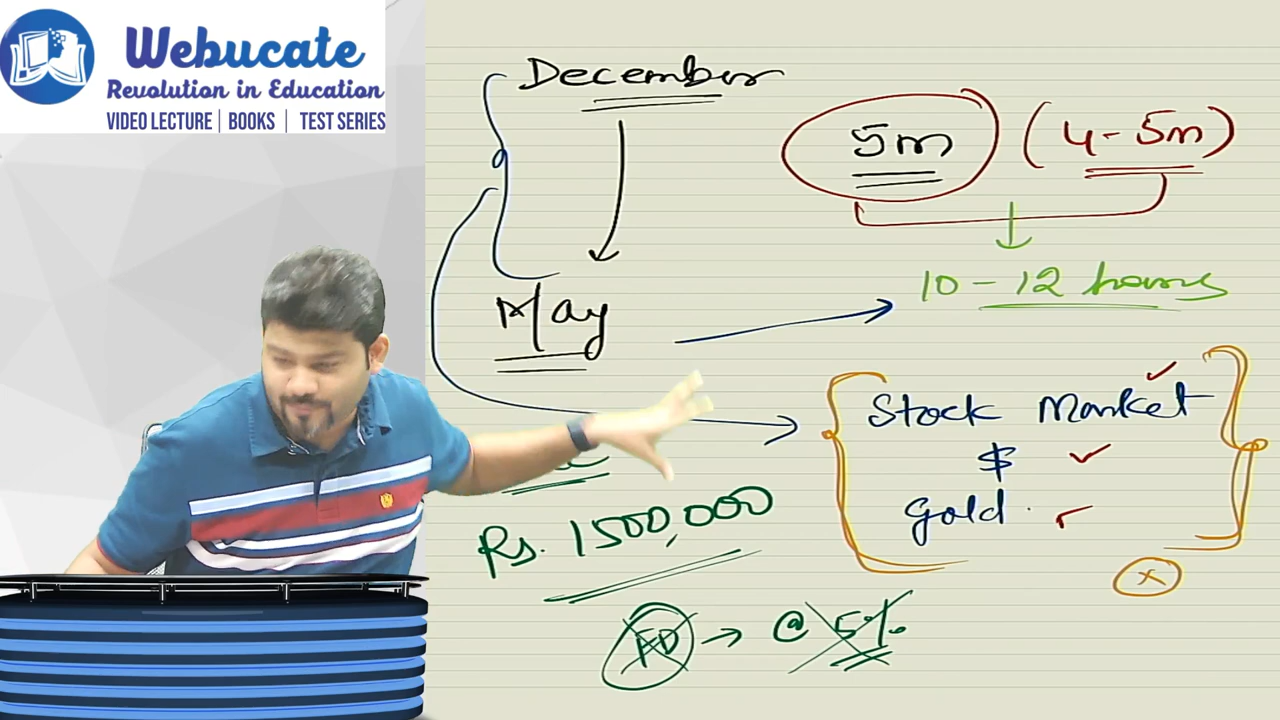 Webucate
Revolution in Education
VIDEO LECTURE | BOOKS | TEST SERIES
December
May
5m (4-5m)
10-12 hours
Stock Market
$
Gold
Rs. 1500,000
FD → @ 5%
X